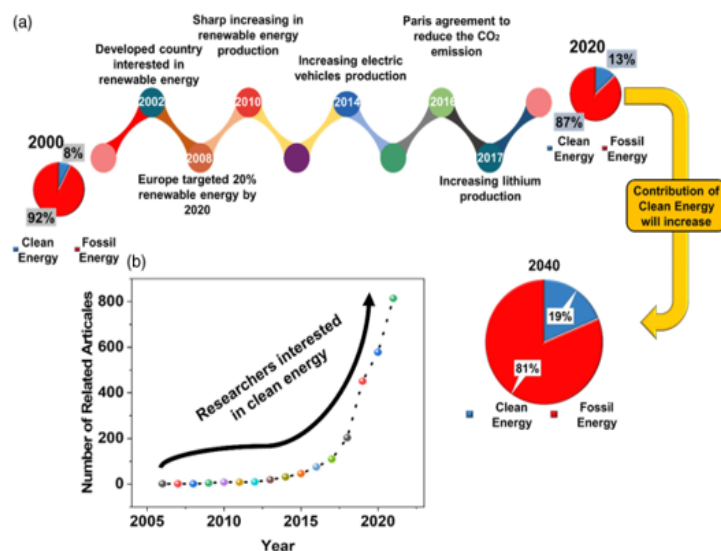 (a)
Sharp increasing in
renewable energy
production
Paris agreement to
reduce the CO₂
emission
Developed country
interested in
renewable energy
Increasing electric
vehicles production
2020
13%
87%
Clean
Energy
Fossil
Energy
2002
2010
2014
2016
2000
8%
92%
Clean
Energy
Fossil
Energy
2008
2017
Europe targeted 20%
renewable energy by
2020
Increasing lithium
production
Contribution of
Clean Energy
will increase
2040
19%
81%
Clean
Energy
Fossil
Energy
(b)
Number of Related Articales
800
600
400
200
0
Researchers interested
in clean energy
2005
2010
2015
2020
Year